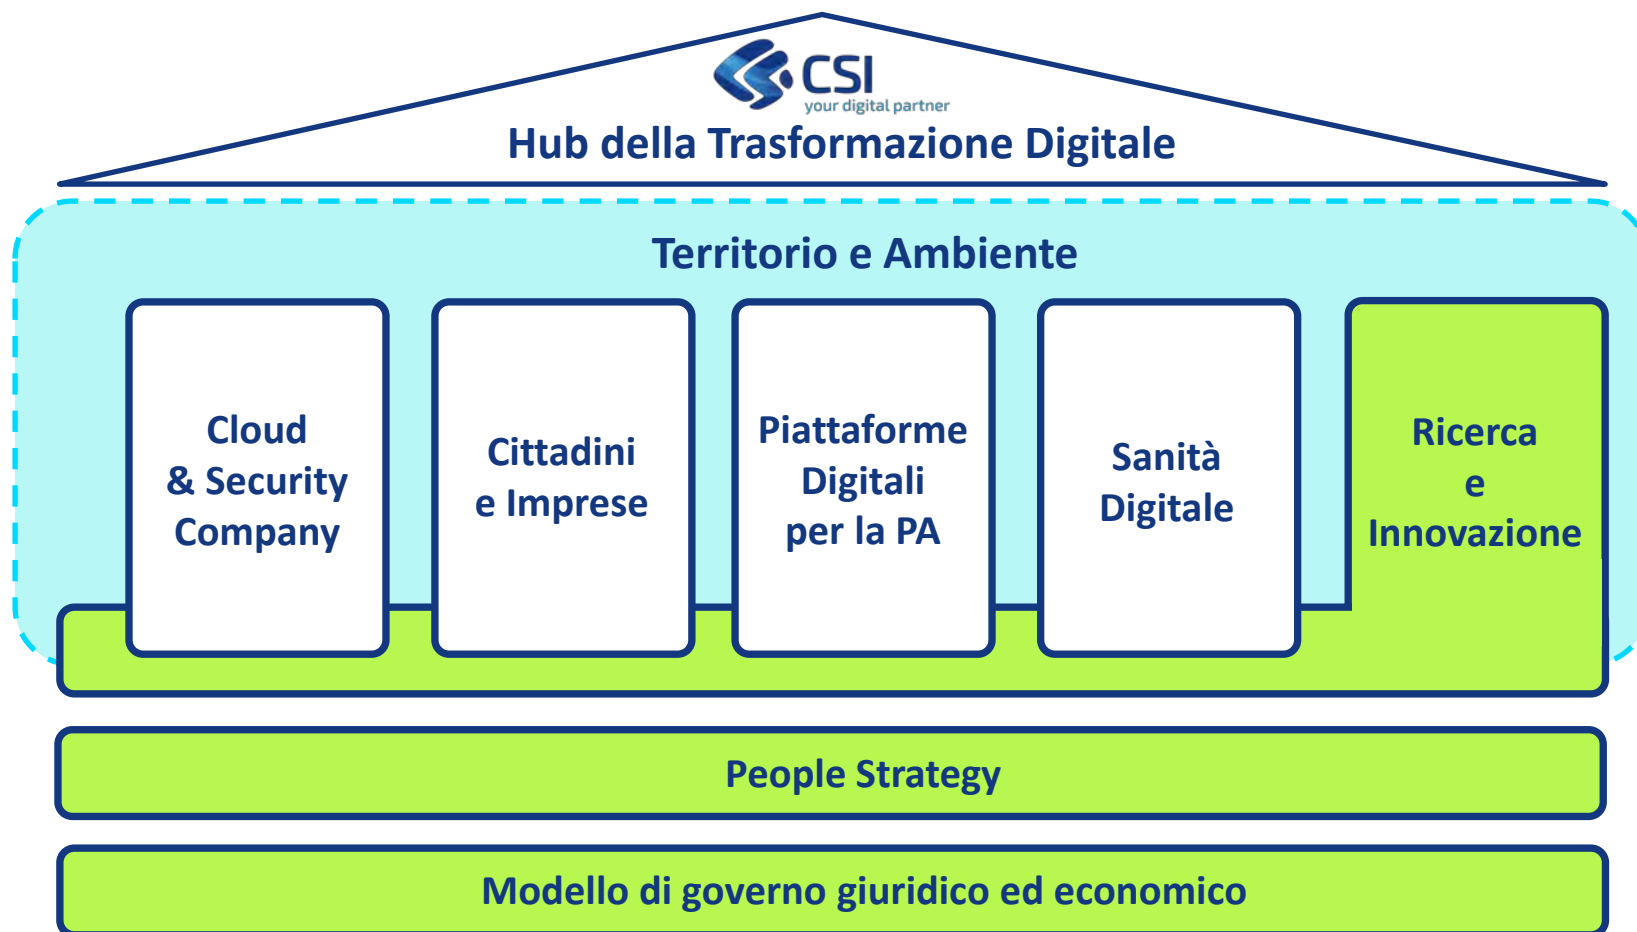 CSI
your digital partner
Hub della Trasformazione Digitale
Territorio e Ambiente
Cloud
& Security
Company
Cittadini
e Imprese
Piattaforme
Digitali
per la PA
Sanità
Digitale
Ricerca
e
Innovazione
People Strategy
Modello di governo giuridico ed economico